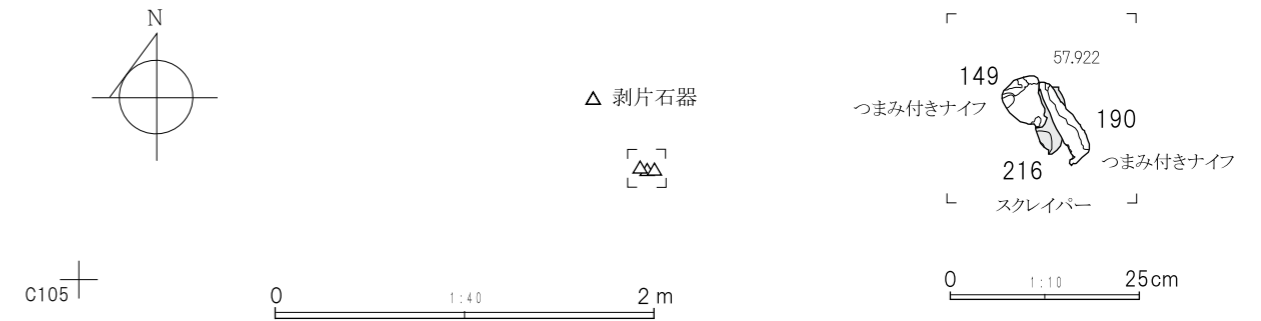 N
△ 剥片石器
C105
0 1:40 2 m
57.922
149
つまみ付きナイフ
190
つまみ付きナイフ
216
スクレイパー
0 1:10 25cm